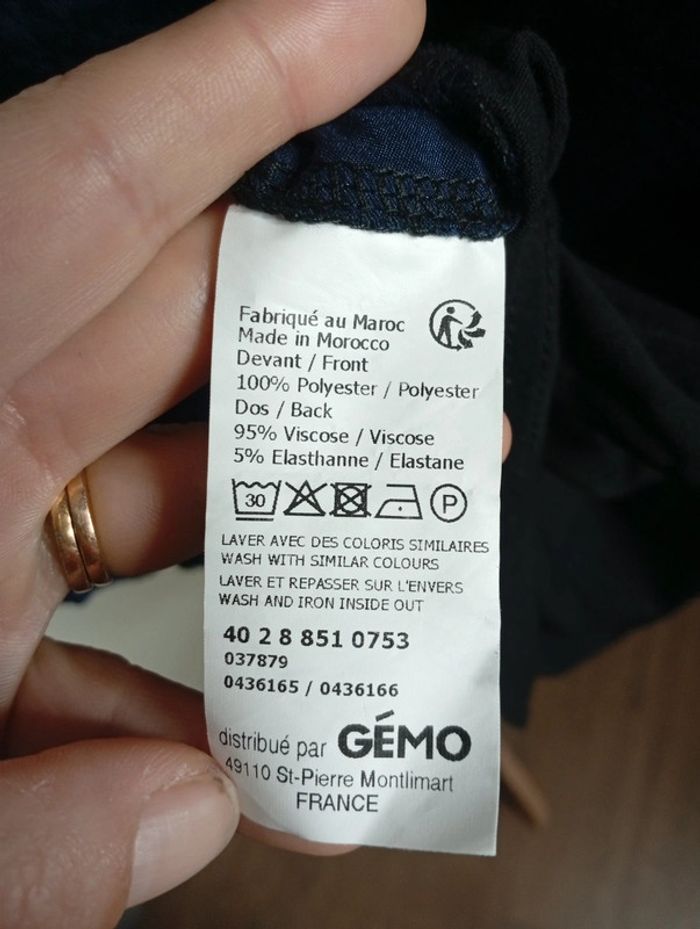 Fabriqué au Maroc
Made in Morocco
Devant / Front
100% Polyester / Polyester
Dos / Back
95% Viscose / Viscose
5% Elasthanne / Elastane
30
P
LAVER AVEC DES COLORIS SIMILAIRES
WASH WITH SIMILAR COLOURS
LAVER ET REPASSER SUR L'ENVERS
WASH AND IRON INSIDE OUT
40 2 8 851 0753
037879
0436165 / 0436166
distribué par GÉMO
49110 St-Pierre Montlimart
FRANCE